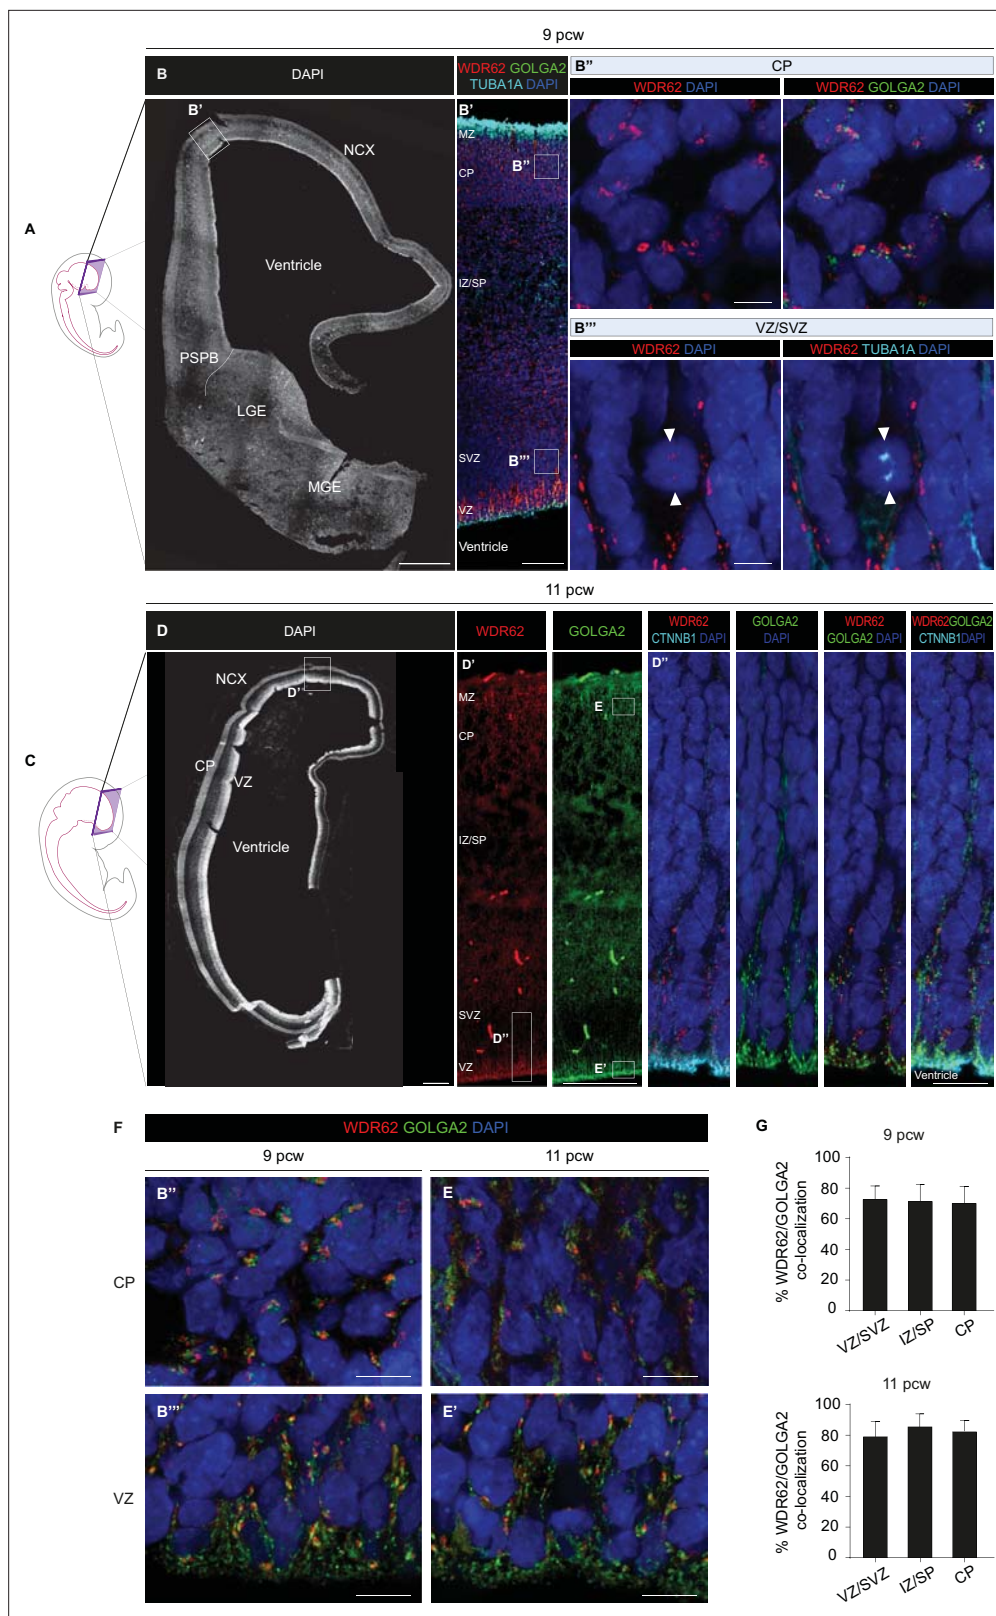 9 pcw
A
B
DAPI
B'
NCX
Ventricle
PSPB
LGE
MGE
WDR62 GOLGA2
TUBA1A DAPI
B'
MZ
CP
B''
IZ/SP
SVZ
B'''
VZ
Ventricle
B''
CP
WDR62 DAPI
WDR62 GOLGA2 DAPI
B'''
VZ/SVZ
WDR62 DAPI
WDR62 TUBA1A DAPI
11 pcw
C
D
DAPI
NCX
D'
CP
VZ
Ventricle
WDR62
D'
MZ
CP
IZ/SP
SVZ
D''
VZ
GOLGA2
E
E'
WDR62
CTNNB1 DAPI
D''
GOLGA2
DAPI
WDR62
GOLGA2 DAPI
WDR62GOLGA2
CTNNB1DAPI
Ventricle
F
WDR62 GOLGA2 DAPI
9 pcw
11 pcw
CP
B''
E
VZ
B'''
E'
G
9 pcw
% WDR62/GOLGA2
co-localization
100
80
60
40
20
0
VZ/SVZ
IZ/SP
CP
11 pcw
% WDR62/GOLGA2
co-localization
100
80
60
40
20
0
VZ/SVZ
IZ/SP
CP